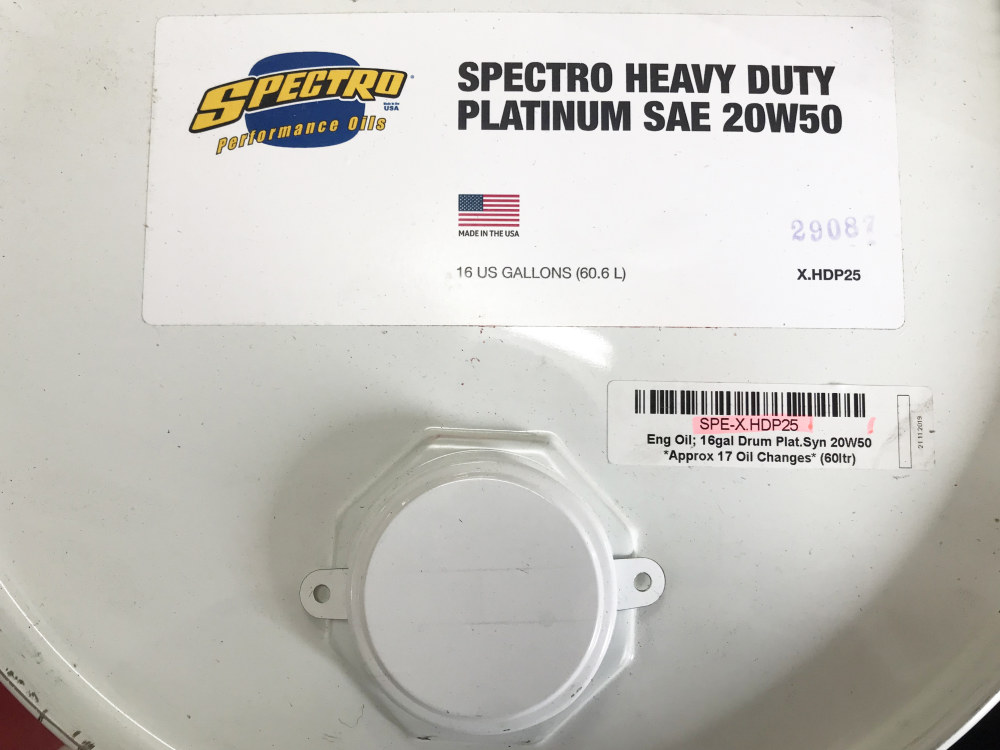 SPECTRO
Made in the
USA
Performance Oils
SPECTRO HEAVY DUTY
PLATINUM SAE 20W50
MADE IN THE USA
16 US GALLONS (60.6 L)
X.HDP25
SPE-X.HDP25
Eng Oil; 16gal Drum Plat.Syn 20W50
*Approx 17 Oil Changes* (60ltr)
21.11.2019